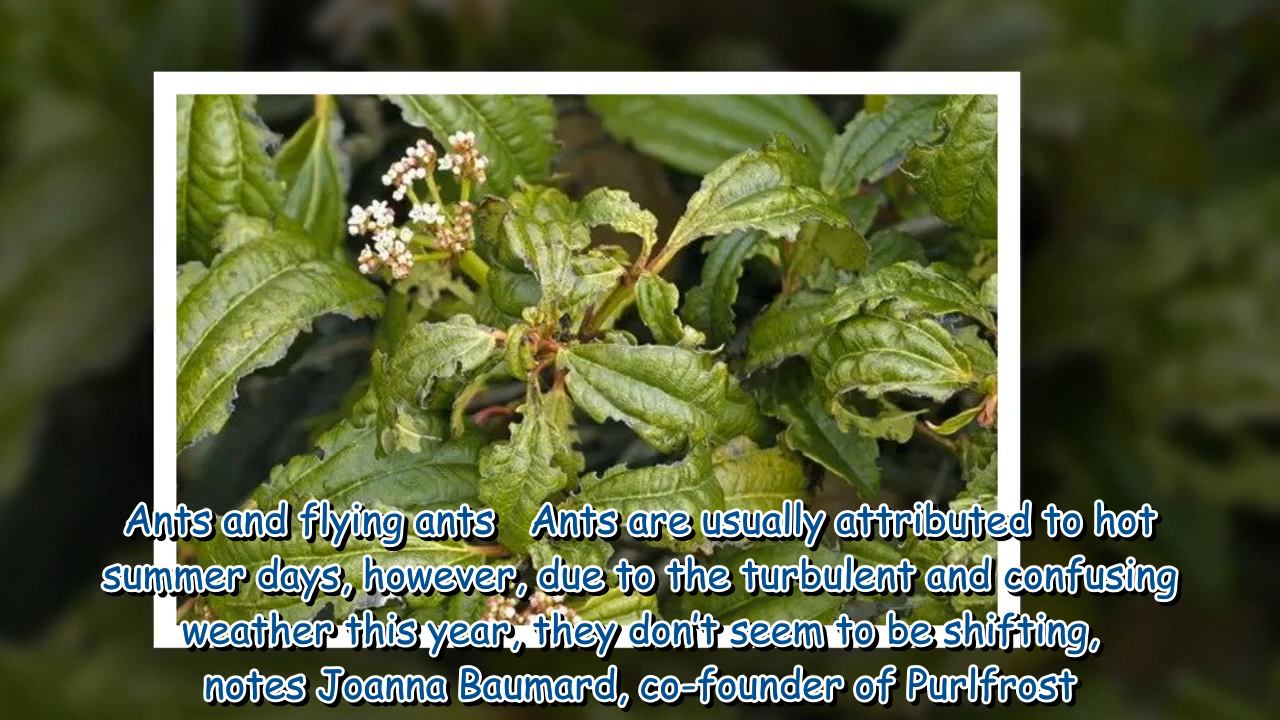 Ants and flying ants   Ants are usually attributed to hot
summer days, however, due to the turbulent and confusing
weather this year, they don't seem to be shifting,
notes Joanna Baumard, co-founder of Purlfrost